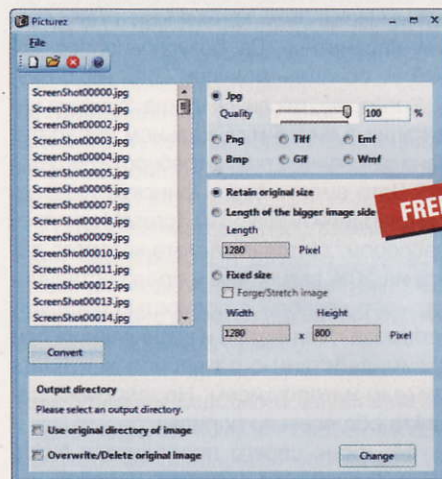 Picturez
File
ScreenShot00000.jpg
ScreenShot00001.jpg
ScreenShot00002.jpg
ScreenShot00003.jpg
ScreenShot00004.jpg
ScreenShot00005.jpg
ScreenShot00006.jpg
ScreenShot00007.jpg
ScreenShot00008.jpg
ScreenShot00009.jpg
ScreenShot00010.jpg
ScreenShot00011.jpg
ScreenShot00012.jpg
ScreenShot00013.jpg
ScreenShot00014.jpg
Convert
Jpg
Quality 100 %
Png Tiff Emf
Bmp Gif Wmf
Retain original size
Length of the bigger image side
Length
1280 Pixel
Fixed size
Forge/Stretch image
Width Height
1280 x 800 Pixel
Output directory
Please select an output directory.
Use original directory of image
Overwrite/Delete original image
Change